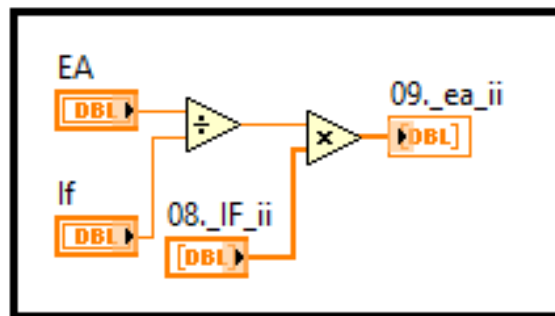 EA
DBL
÷
×
09._ea_ii
[DBL]
If
DBL
08._IF_ii
[DBL]